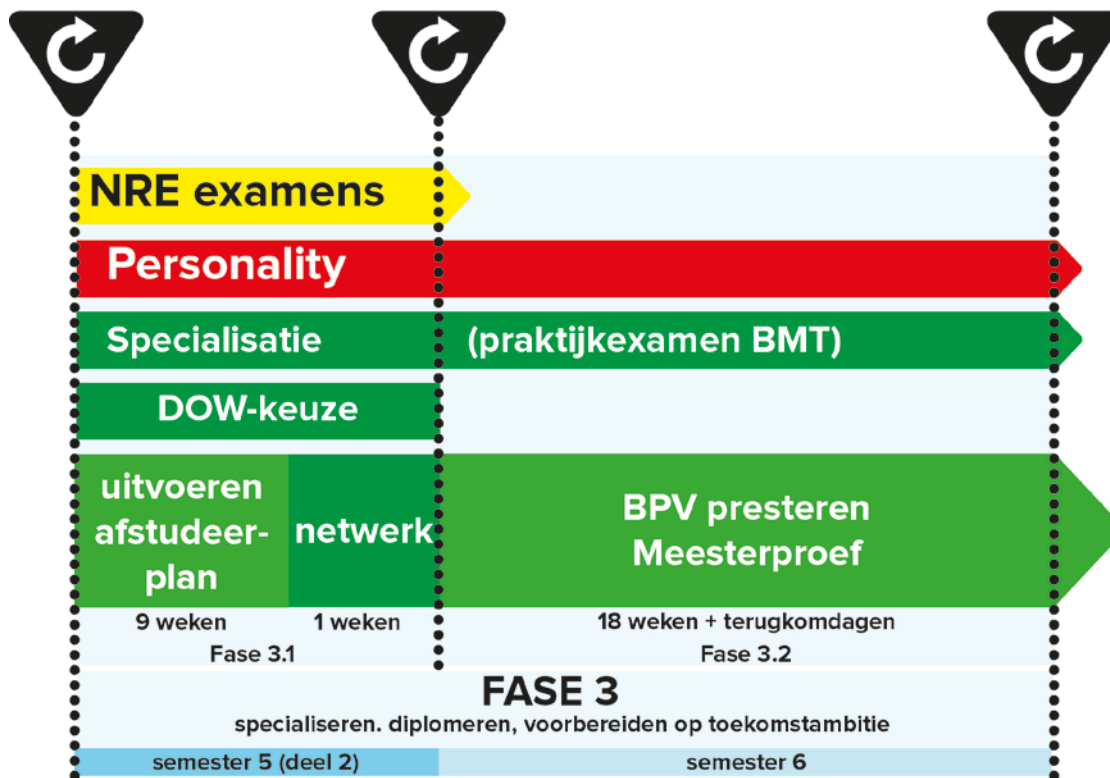 NRE examens
Personality
Specialisatie (praktijkexamen BMT)
DOW-keuze
uitvoeren
afstudeer-
plan
netwerk
BPV presteren
Meesterproef
9 weken
1 weken
18 weken + terugkomdagen
Fase 3.1
Fase 3.2
FASE 3
specialiseren. diplomeren, voorbereiden op toekomstambitie
semester 5 (deel 2)
semester 6